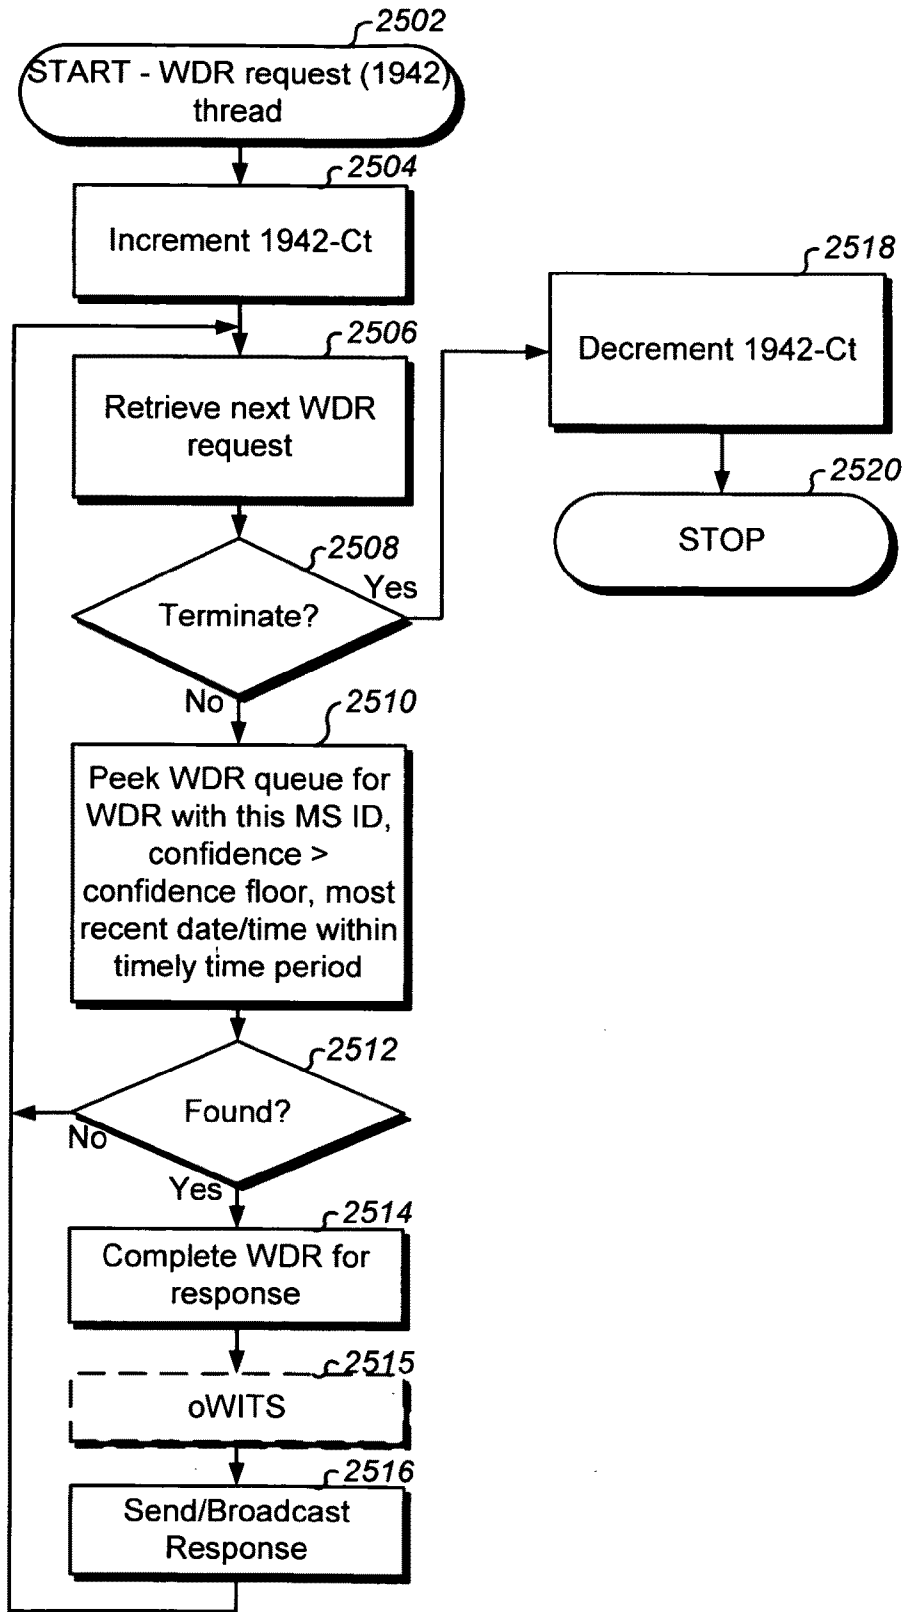 2502
START - WDR request (1942)
thread
2504
Increment 1942-Ct
2506
Retrieve next WDR
request
2508
Terminate?
Yes
No
2518
Decrement 1942-Ct
2520
STOP
2510
Peek WDR queue for
WDR with this MS ID,
confidence >
confidence floor, most
recent date/time within
timely time period
2512
Found?
No
Yes
2514
Complete WDR for
response
2515
oWITS
2516
Send/Broadcast
Response